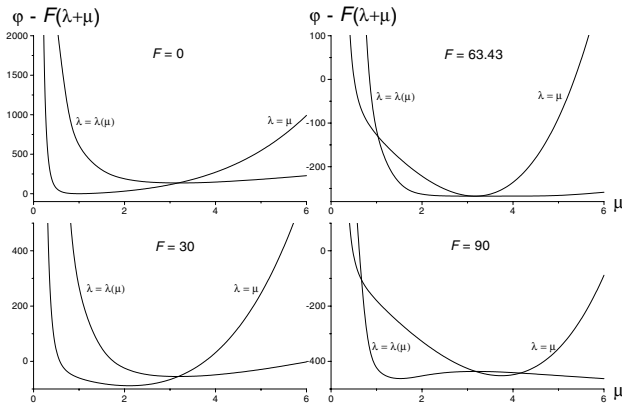 φ - F(λ+μ)
φ - F(λ+μ)
2000
1500
1000
500
0
F = 0
λ = λ(μ)
λ = μ
0 2 4 6
100
0
-100
-200
F = 63.43
λ = λ(μ)
λ = μ
0 2 4 6 μ
400
200
0
F = 30
λ = λ(μ)
λ = μ
0 2 4 6
0
-200
-400
F = 90
λ = λ(μ)
λ = μ
0 2 4 6 μ